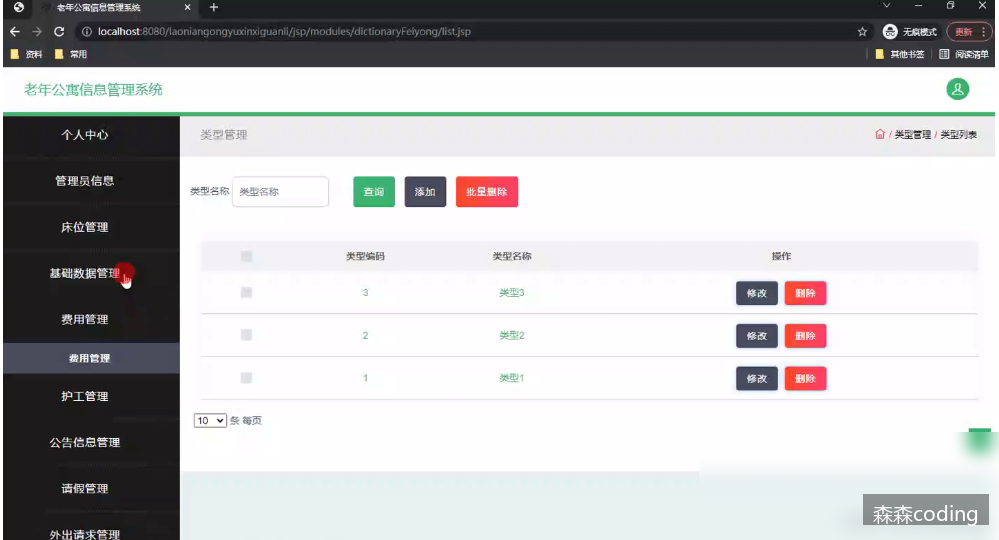 老年公寓信息管理系统
localhost:8080/laoniangongyuxinxiguanli/jsp/modules/dictionaryFeiyong/list.jsp
无痕模式
更新
资料
常用
其他书签
阅读清单
老年公寓信息管理系统
个人中心
类型管理
/ 类型管理 / 类型列表
管理员信息
类型名称 类型名称 查询 添加 批量删除
床位管理
类型编码 类型名称 操作
基础数据管理
3 类型3 修改 删除
费用管理
2 类型2 修改 删除
费用管理
1 类型1 修改 删除
护工管理
10 条 每页
公告信息管理
请假管理
外出请求管理
森森coding